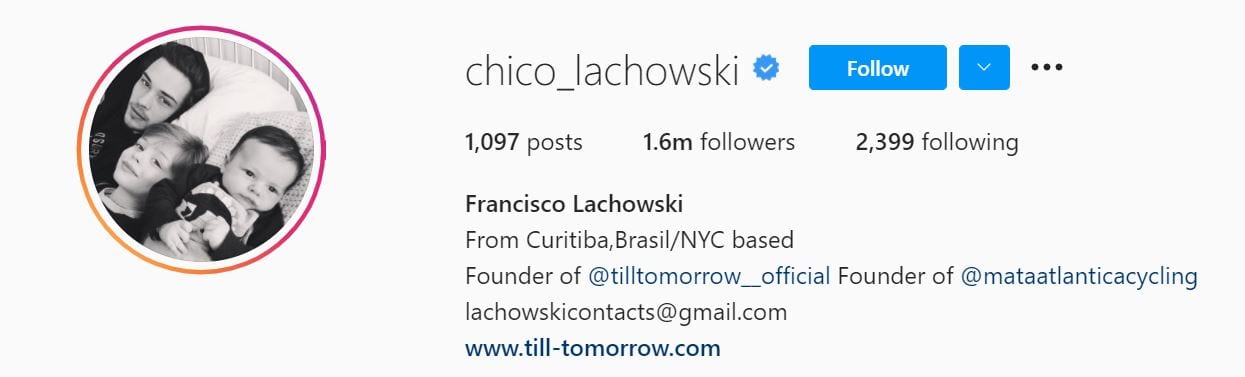 chico_lachowski Follow
1,097 posts 1.6m followers 2,399 following
Francisco Lachowski
From Curitiba,Brasil/NYC based
Founder of @tilltomorrow__official Founder of @mataatlanticacycling
lachowskicontacts@gmail.com
www.till-tomorrow.com